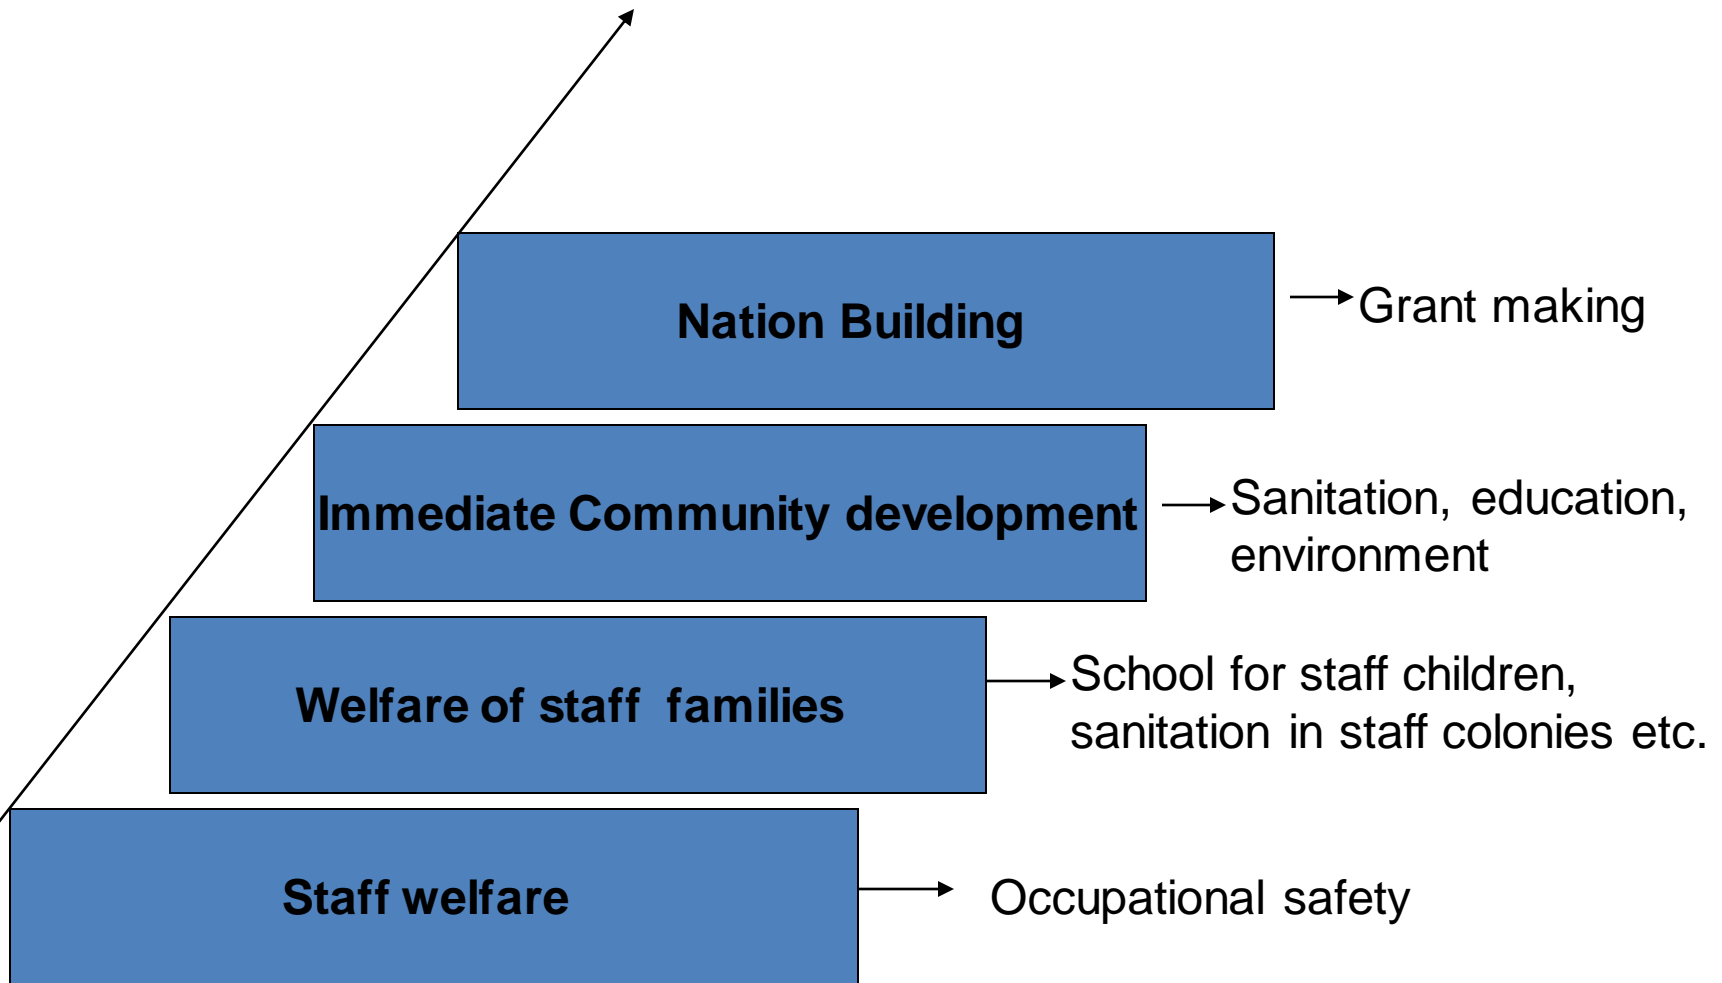 Nation Building
Grant making
Immediate Community development
Sanitation, education,
environment
Welfare of staff families
School for staff children,
sanitation in staff colonies etc.
Staff welfare
Occupational safety